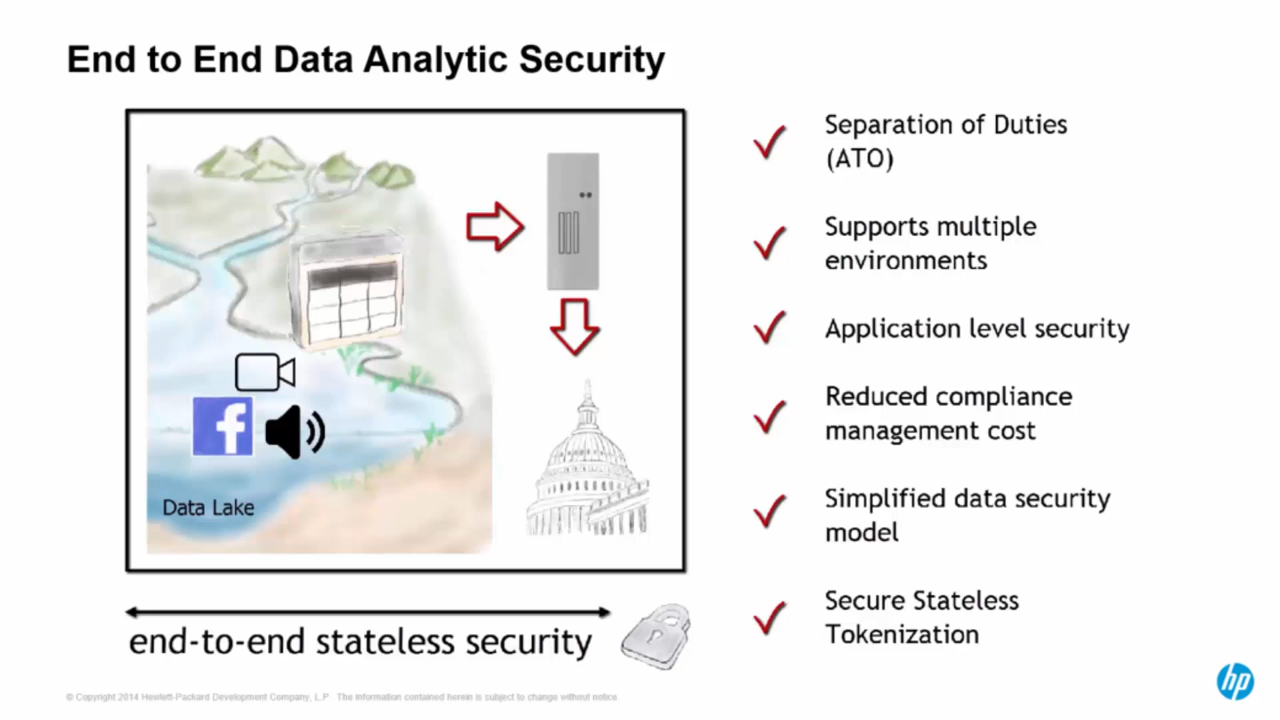 End to End Data Analytic Security
Data Lake
end-to-end stateless security
Separation of Duties
(ATO)
Supports multiple
environments
Application level security
Reduced compliance
management cost
Simplified data security
model
Secure Stateless
Tokenization
© Copyright 2014 Hewlett-Packard Development Company, L.P. The information contained herein is subject to change without notice.
f
hp